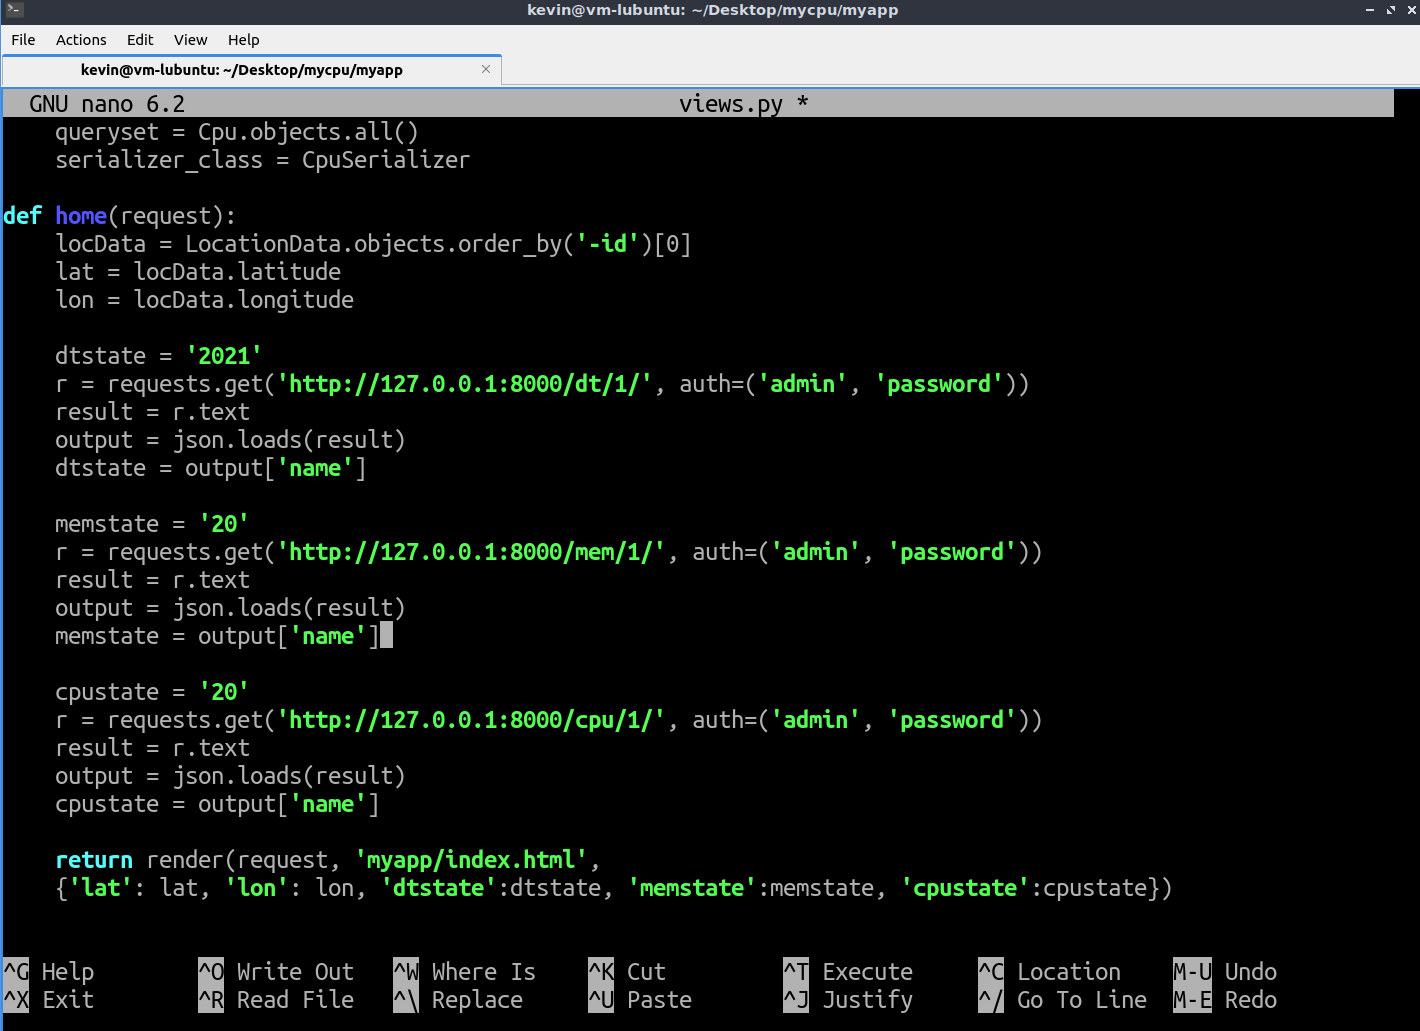 kevin@vm-lubuntu: ~/Desktop/mycpu/myapp
File Actions Edit View Help
kevin@vm-lubuntu: ~/Desktop/mycpu/myapp
GNU nano 6.2 views.py *
    queryset = Cpu.objects.all()
    serializer_class = CpuSerializer

def home(request):
    locData = LocationData.objects.order_by('-id')[0]
    lat = locData.latitude
    lon = locData.longitude

    dtstate = '2021'
    r = requests.get('http://127.0.0.1:8000/dt/1/', auth=('admin', 'password'))
    result = r.text
    output = json.loads(result)
    dtstate = output['name']

    memstate = '20'
    r = requests.get('http://127.0.0.1:8000/mem/1/', auth=('admin', 'password'))
    result = r.text
    output = json.loads(result)
    memstate = output['name']

    cpustate = '20'
    r = requests.get('http://127.0.0.1:8000/cpu/1/', auth=('admin', 'password'))
    result = r.text
    output = json.loads(result)
    cpustate = output['name']

    return render(request, 'myapp/index.html',
    {'lat': lat, 'lon': lon, 'dtstate':dtstate, 'memstate':memstate, 'cpustate':cpustate})

^G Help ^O Write Out ^W Where Is ^K Cut ^T Execute ^C Location M-U Undo
^X Exit ^R Read File ^\ Replace ^U Paste ^J Justify ^/ Go To Line M-E Redo